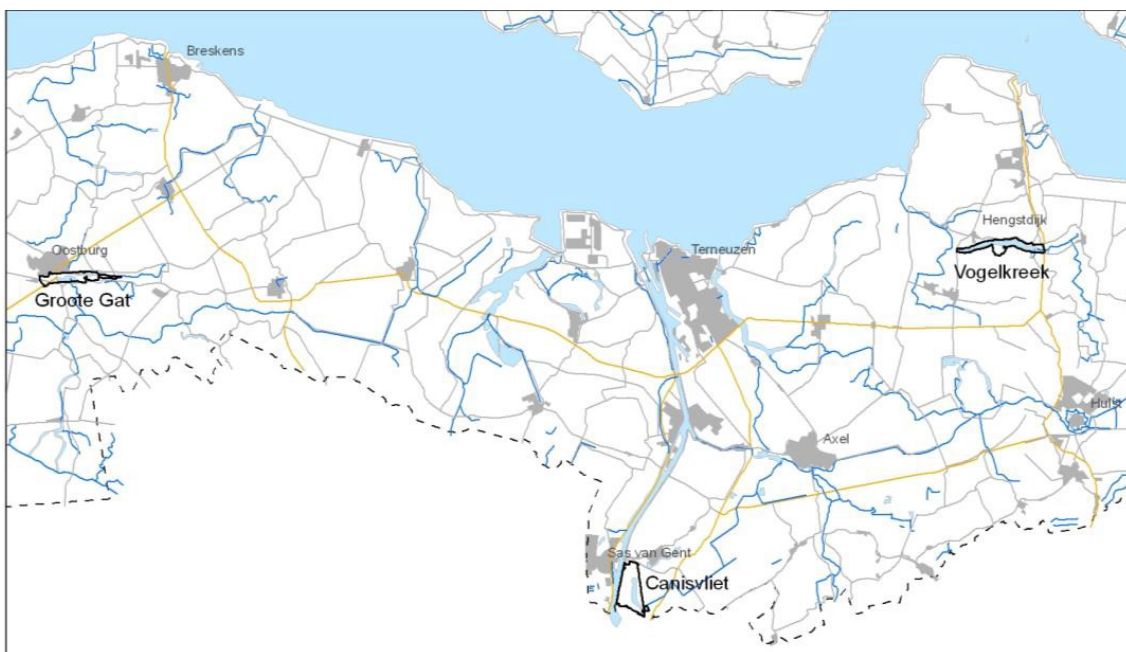 Breskens
Hengstdijk
Oostburg
Terneuzen
Vogelkreek
Groote Gat
Hulst
Axel
Sas van Gent
Canisvliet